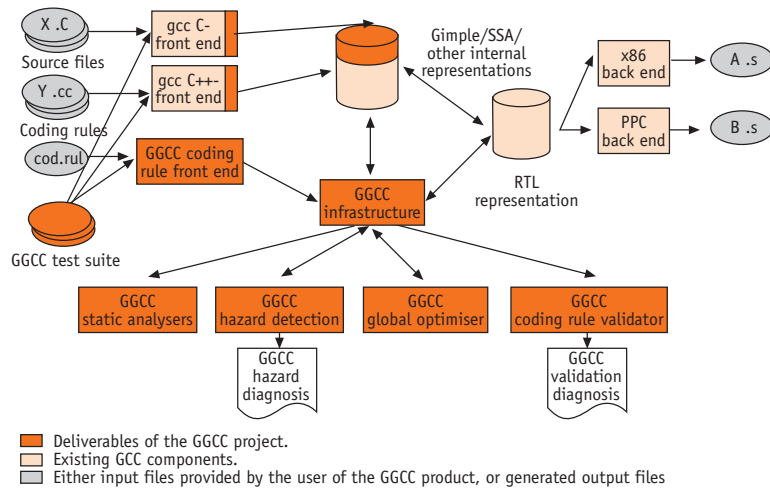 X .C
Source files
Y .cc
Coding rules
cod.rul
GGCC test suite
gcc C-
front end
gcc C++-
front end
GGCC coding
rule front end
Gimple/SSA/
other internal
representations
RTL
representation
x86
back end
PPC
back end
A .s
B .s
GGCC
infrastructure
GGCC
static analysers
GGCC
hazard detection
GGCC
global optimiser
GGCC
coding rule validator
GGCC
hazard
diagnosis
GGCC
validation
diagnosis
Deliverables of the GGCC project.
Existing GCC components.
Either input files provided by the user of the GGCC product, or generated output files